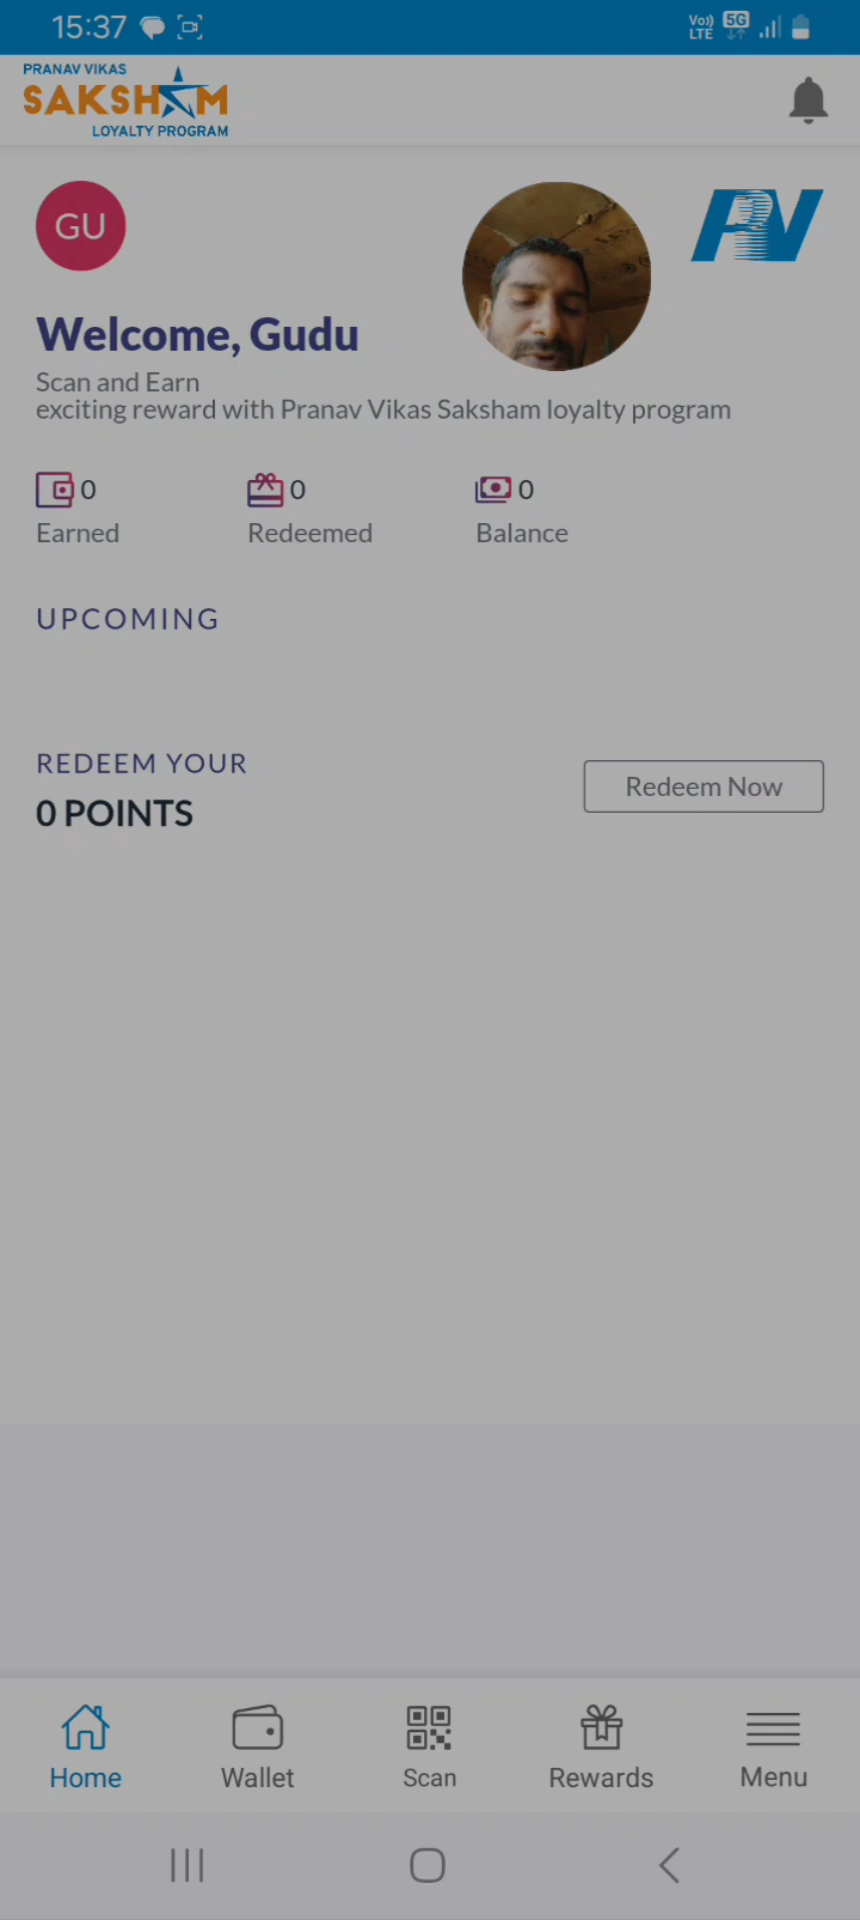 15:37
Vo)) LTE 5G
PRANAV VIKAS
SAKSHAM
LOYALTY PROGRAM
GU
PV
Welcome, Gudu
Scan and Earn
exciting reward with Pranav Vikas Saksham loyalty program
0 0 0
Earned Redeemed Balance
UPCOMING
REDEEM YOUR
0 POINTS
Redeem Now
Home Wallet Scan Rewards Menu